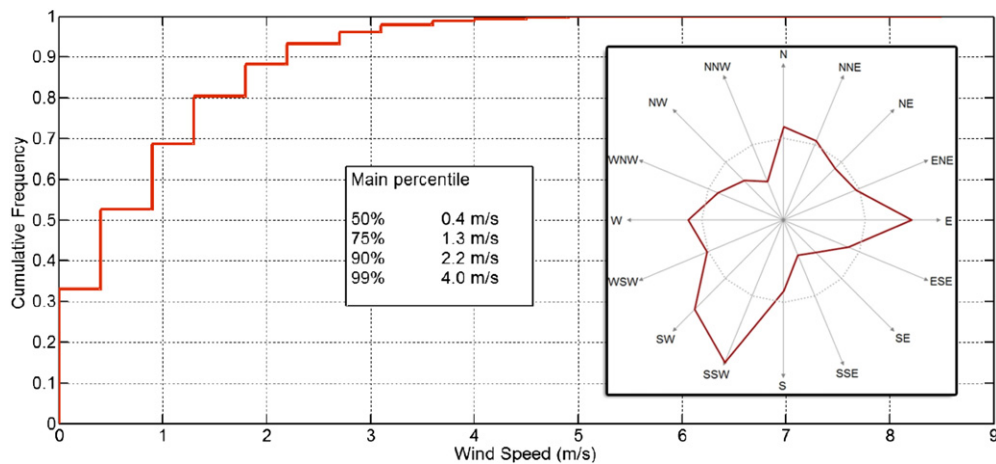 1
0.9
0.8
0.7
0.6
0.5
0.4
0.3
0.2
0.1
0
Cumulative Frequency
0 1 2 3 4 5 6 7 8 9
Wind Speed (m/s)
Main percentile
50% 0.4 m/s
75% 1.3 m/s
90% 2.2 m/s
99% 4.0 m/s
N
NNE
NE
ENE
E
ESE
SE
SSE
S
SSW
SW
WSW
W
WNW
NW
NNW